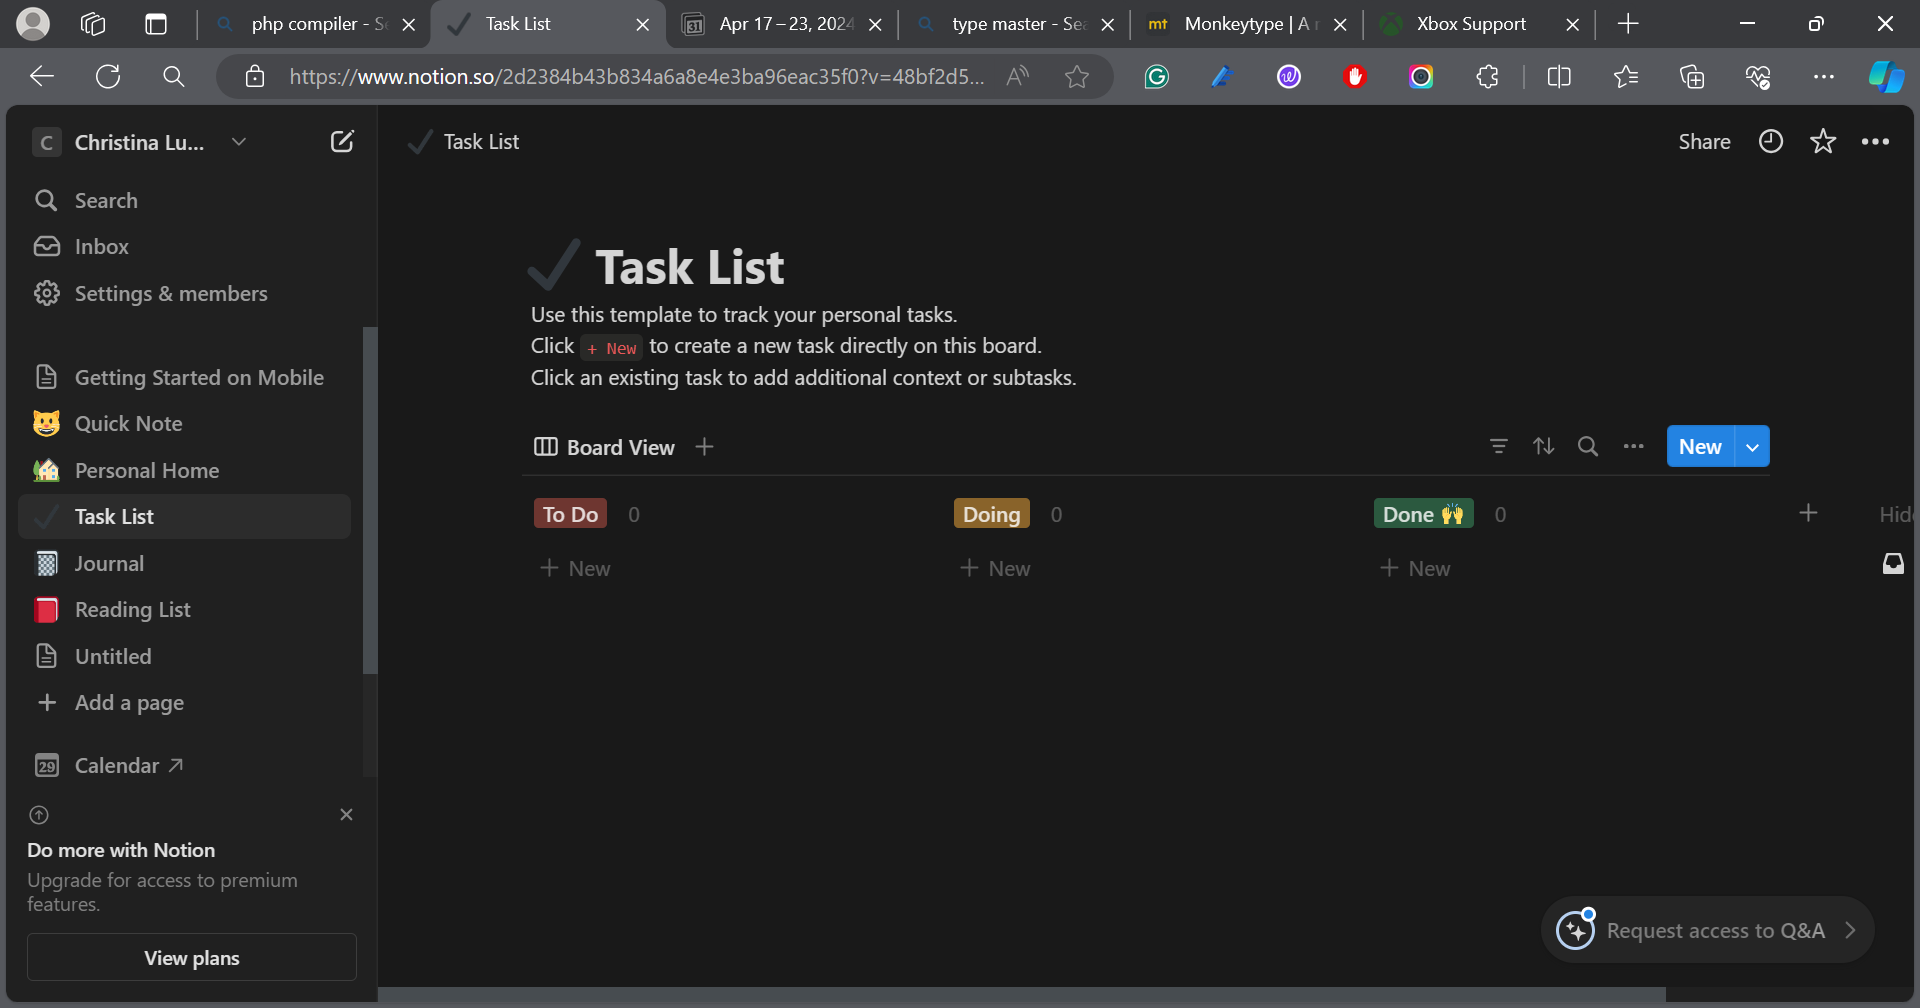 php compiler - Se
Task List
Apr 17 – 23, 2024
type master - Sea
mt Monkeytype | A r
Xbox Support
https://www.notion.so/2d2384b43b834a6a8e4e3ba96eac35f0?v=48bf2d5...
C Christina Lu...
Search
Inbox
Settings & members
Getting Started on Mobile
Quick Note
Personal Home
Task List
Journal
Reading List
Untitled
Add a page
29 Calendar ↗
Do more with Notion
Upgrade for access to premium
features.
View plans
Task List
Share
Task List
Use this template to track your personal tasks.
Click + New to create a new task directly on this board.
Click an existing task to add additional context or subtasks.
Board View
New
To Do 0
Doing 0
Done 🙌 0
Hid
+ New
+ New
+ New
Request access to Q&A